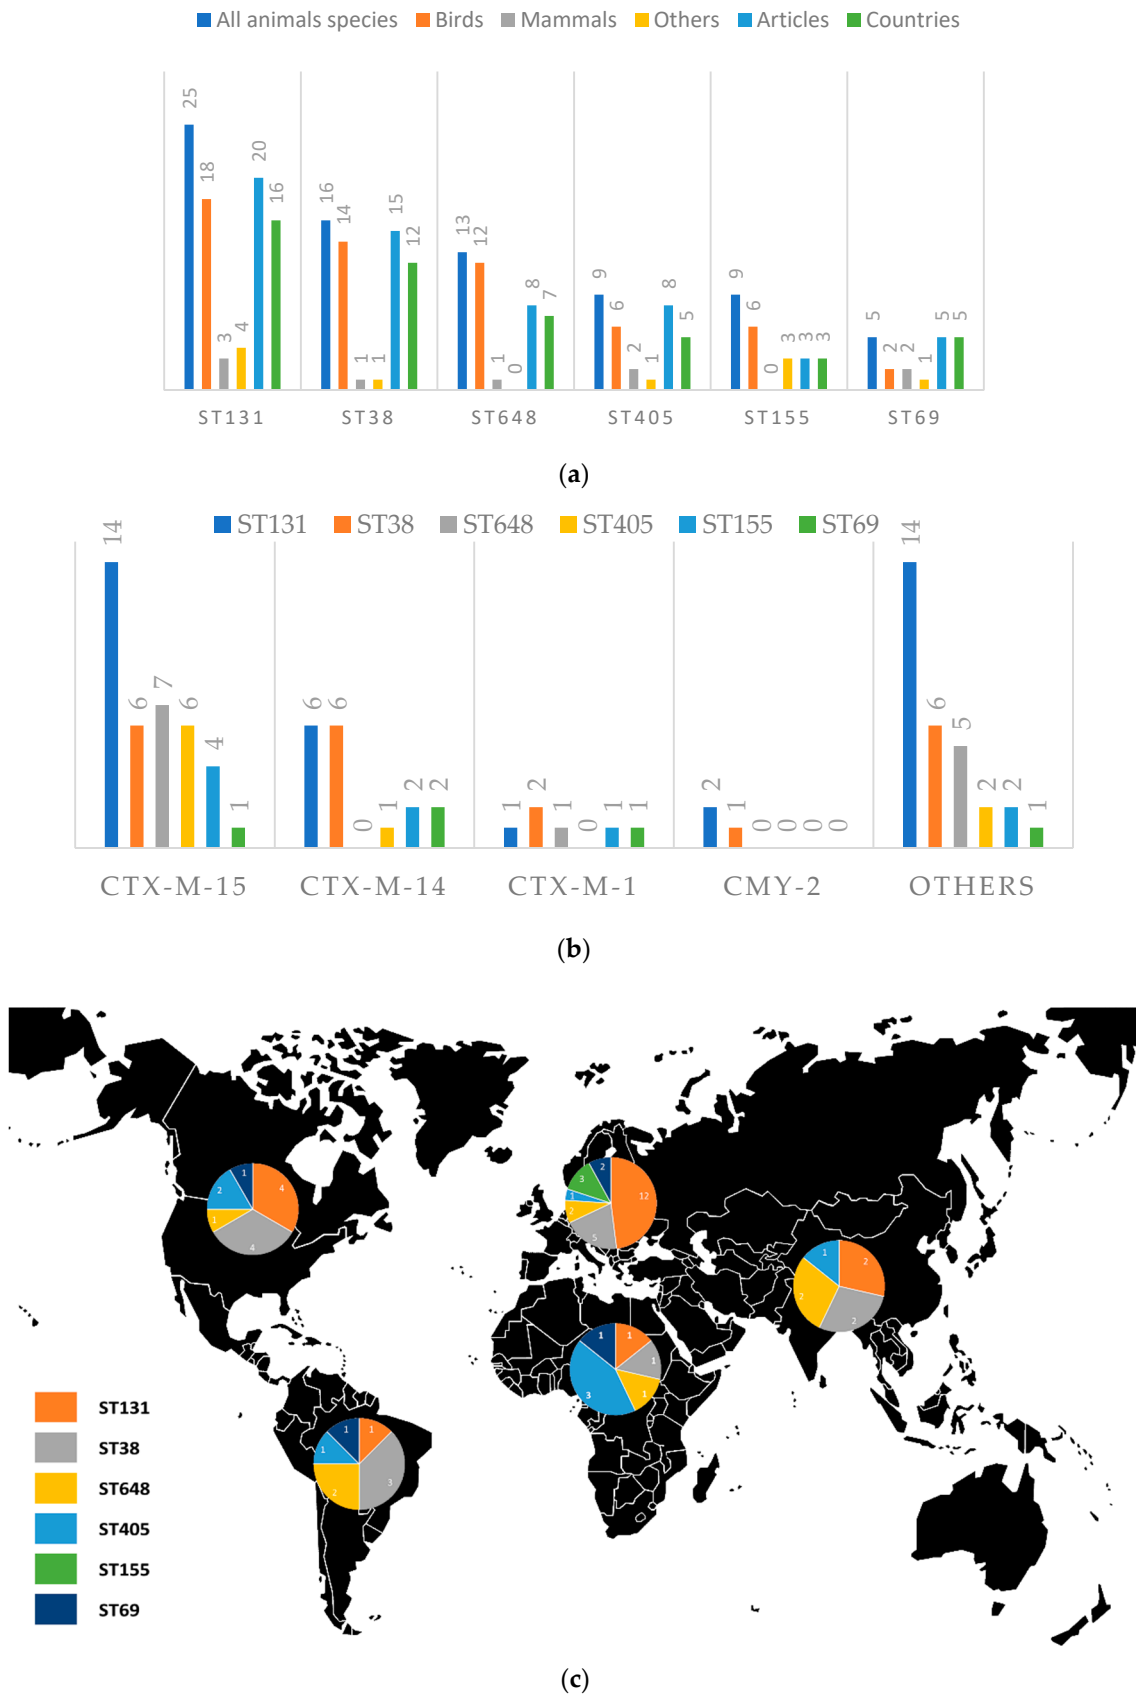 All animals species Birds Mammals Others Articles Countries
25 18 3 4 20 16 16 14 1 1 15 12 13 12 1 0 8 7 9 6 2 1 8 5 9 6 0 3 3 3 5 2 2 1 5 5
ST131 ST38 ST648 ST405 ST155 ST69
(a)
ST131 ST38 ST648 ST405 ST155 ST69
14 6 7 6 4 1 6 6 0 1 2 2 1 2 1 0 1 1 2 1 0 0 0 0 14 6 5 2 2 1
CTX-M-15 CTX-M-14 CTX-M-1 CMY-2 OTHERS
(b)
1 4 2 1 4
2 12 3 1 2 5
1 2 2 2
1 1 1 3 1
1 1 1 3 2
ST131
ST38
ST648
ST405
ST155
ST69
(c)